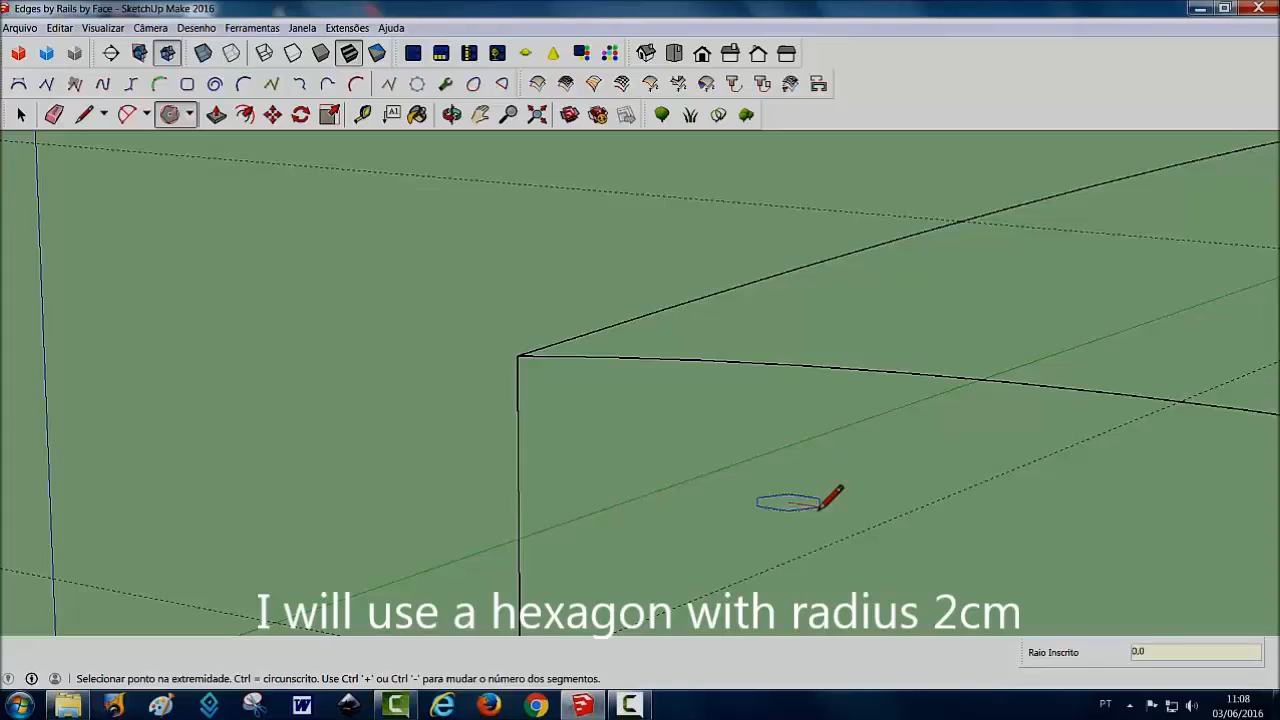 Edges by Rails by Face - SketchUp Make 2016
Arquivo Editar Visualizar Câmera Desenho Ferramentas Janela Extensões Ajuda
I will use a hexagon with radius 2cm
Raio Inscrito 0,0
Selecionar ponto na extremidade. Ctrl = circunscrito. Use Ctrl '+' ou Ctrl '-' para mudar o número dos segmentos.
PT 11:08
03/06/2016